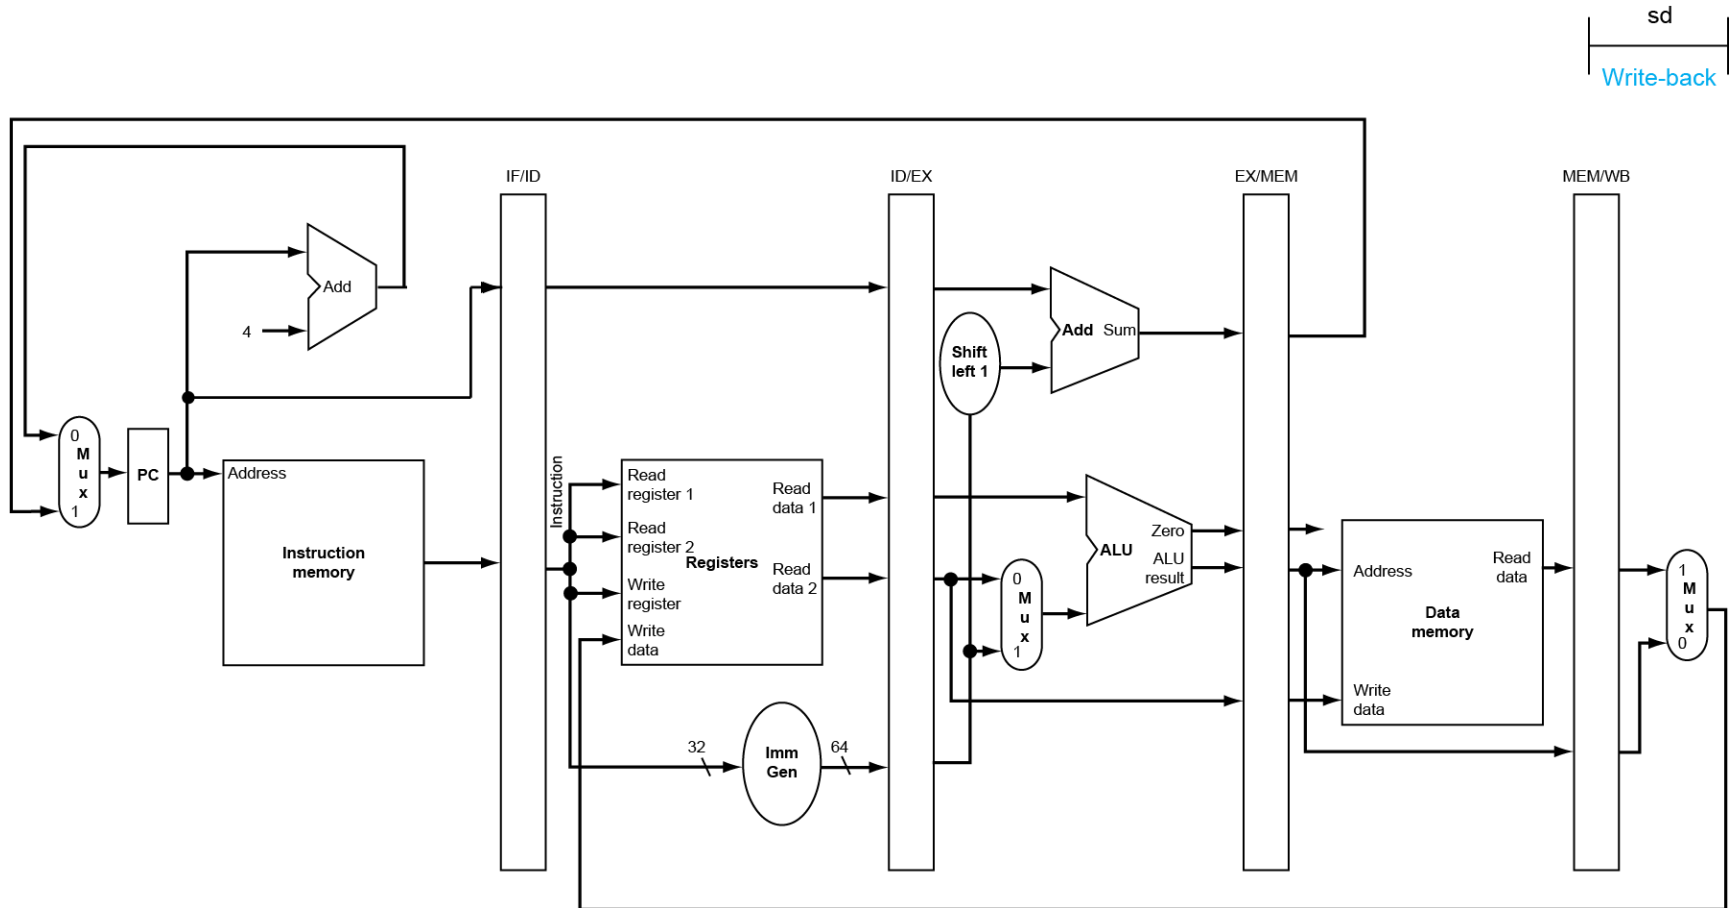 sd
Write-back
IF/ID
ID/EX
EX/MEM
MEM/WB
Add
4
Add Sum
Shift
left 1
0
M
u
x
1
PC
Address
Instruction
memory
Instruction
Read
register 1
Read
register 2
Write
register
Write
data
Registers
Read
data 1
Read
data 2
32
Imm
Gen
64
0
M
u
x
1
ALU
Zero
ALU
result
Address
Write
data
Data
memory
Read
data
1
M
u
x
0